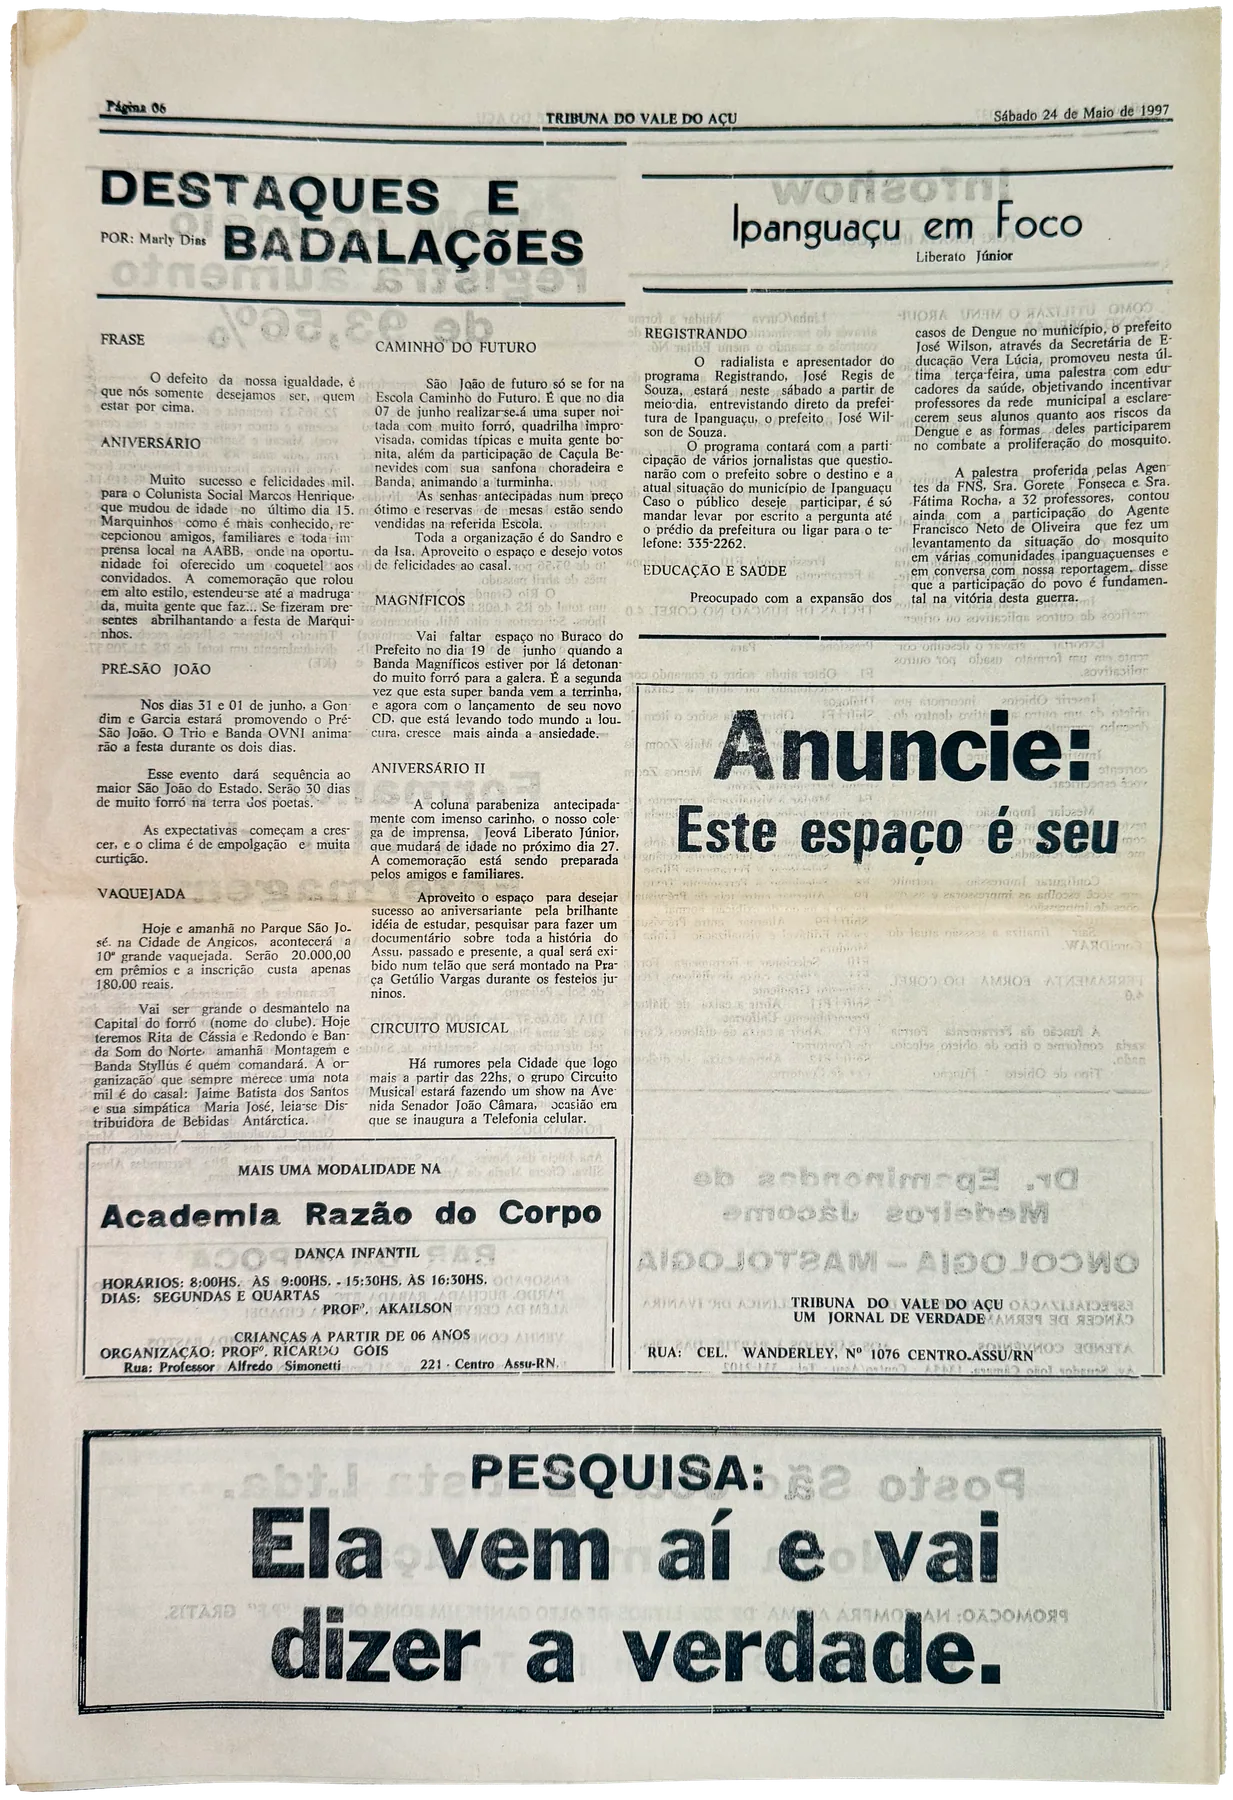 Página 06
TRIBUNA DO VALE DO AÇU
Sábado 24 de Maio de 1997
DESTAQUES E
POR: Marly Dias
BADALAÇõES
FRASE
O defeito da nossa igualdade, é
que nós somente desejamos ser, quem
estar por cima.
ANIVERSÁRIO
Muito sucesso e felicidades mil,
para o Colunista Social Marcos Henrique,
que mudou de idade no último dia 15.
Marquinhos como é mais conhecido, re-
cepcionou amigos, familiares e toda im-
prensa local na AABB, onde na oportu-
nidade foi oferecido um coquetel aos
convidados. A comemoração que rolou
em alto estilo, estendeu-se até a madruga-
da, muita gente que faz... Se fizeram pre-
sentes abrilhantando a festa de Marqui-
nhos.
PRÉ-SÃO JOÃO
Nos dias 31 e 01 de junho, a Gon-
dim e Garcia estará promovendo o Pré-
São João. O Trio e Banda OVNI anima-
rão a festa durante os dois dias.
Esse evento dará sequência ao
maior São João do Estado. Serão 30 dias
de muito forró na terra dos poetas.
As expectativas começam a cres-
cer, e o clima é de empolgação e muita
curtição.
VAQUEJADA
Hoje e amanhã no Parque São Jo-
sé, na Cidade de Angicos, acontecerá a
10ª grande vaquejada. Serão 20.000,00
em prêmios e a inscrição custa apenas
180,00 reais.
Vai ser grande o desmantelo na
Capital do forró (nome do clube). Hoje
teremos Rita de Cássia e Redondo e Ban-
da Som do Norte, amanhã Montagem e
Banda Styllus é quem comandará. A or-
ganização que sempre merece uma nota
mil é do casal: Jaime Batista dos Santos
e sua simpática Maria José, leia-se Dis-
tribuidora de Bebidas Antárctica.
CAMINHO DO FUTURO
São João de futuro só se for na
Escola Caminho do Futuro. É que no dia
07 de junho realizar-se-á uma super noi-
tada com muito forró, quadrilha impro-
visada, comidas típicas e muita gente bo-
nita, além da participação de Caçula Be-
nevides com sua sanfona choradeira e
Banda, animando a turminha.
As senhas antecipadas num preço
ótimo e reservas de mesas estão sendo
vendidas na referida Escola.
Toda a organização é do Sandro e
da Isa. Aproveito o espaço e desejo votos
de felicidades ao casal.
MAGNÍFICOS
Vai faltar espaço no Buraco do
Prefeito no dia 19 de junho quando a
Banda Magníficos estiver por lá detonan-
do muito forró para a galera. É a segunda
vez que esta super banda vem a terrinha,
e agora com o lançamento de seu novo
CD, que está levando todo mundo a lou-
cura, cresce mais ainda a ansiedade.
ANIVERSÁRIO II
A coluna parabeniza antecipada-
mente com imenso carinho, o nosso cole-
ga de imprensa, Jeová Liberato Júnior,
que mudará de idade no próximo dia 27.
A comemoração está sendo preparada
pelos amigos e familiares.
Aproveito o espaço para desejar
sucesso ao aniversariante pela brilhante
idéia de estudar, pesquisar para fazer um
documentário sobre toda a história do
Assu, passado e presente, a qual será exi-
bido num telão que será montado na Pra-
ça Getúlio Vargas durante os festejos ju-
ninos.
CIRCUITO MUSICAL
Há rumores pela Cidade que logo
mais a partir das 22hs, o grupo Circuito
Musical estará fazendo um show na Ave-
nida Senador João Câmara, ocasião em
que se inaugura a Telefonia celular.
Ipanguaçu em Foco
Liberato Júnior
REGISTRANDO
O radialista e apresentador do
programa Registrando, José Regis de
Souza, estará neste sábado a partir de
meio-dia, entrevistando direto da prefei-
tura de Ipanguaçu, o prefeito José Wil-
son de Souza.
O programa contará com a parti-
cipação de vários jornalistas que questio-
narão com o prefeito sobre o destino e a
atual situação do município de Ipanguaçu
Caso o público deseje participar, é só
mandar levar por escrito a pergunta até
o prédio da prefeitura ou ligar para o te-
lefone: 335-2262.
EDUCAÇÃO E SAÚDE
Preocupado com a expansão dos
casos de Dengue no município, o prefeito
José Wilson, através da Secretária de E-
ducação Vera Lúcia, promoveu nesta úl-
tima terça-feira, uma palestra com edu-
cadores da saúde, objetivando incentivar
professores da rede municipal a esclare-
cerem seus alunos quanto aos riscos da
Dengue e as formas deles participarem
no combate a proliferação do mosquito.
A palestra proferida pelas Agen-
tes da FNS, Sra. Gorete Fonseca e Sra.
Fátima Rocha, a 32 professores, contou
ainda com a participação do Agente
Francisco Neto de Oliveira que fez um
levantamento da situação do mosquito
em várias comunidades ipanguaçuenses e
em conversa com nossa reportagem, disse
que a participação do povo é fundamen-
tal na vitória desta guerra.
Anuncie:
Este espaço é seu
TRIBUNA DO VALE DO AÇU
UM JORNAL DE VERDADE
RUA: CEL. WANDERLEY, Nº 1076 CENTRO-ASSU/RN
MAIS UMA MODALIDADE NA
Academia Razão do Corpo
DANÇA INFANTIL
HORÁRIOS: 8:00HS. ÀS 9:00HS. - 15:30HS. ÀS 16:30HS.
DIAS: SEGUNDAS E QUARTAS
PROFº. AKAILSON
CRIANÇAS A PARTIR DE 06 ANOS
ORGANIZAÇÃO: PROFº. RICARDO GÓIS
Rua: Professor Alfredo Simonetti 221 - Centro Assu-RN.
PESQUISA:
Ela vem aí e vai
dizer a verdade.